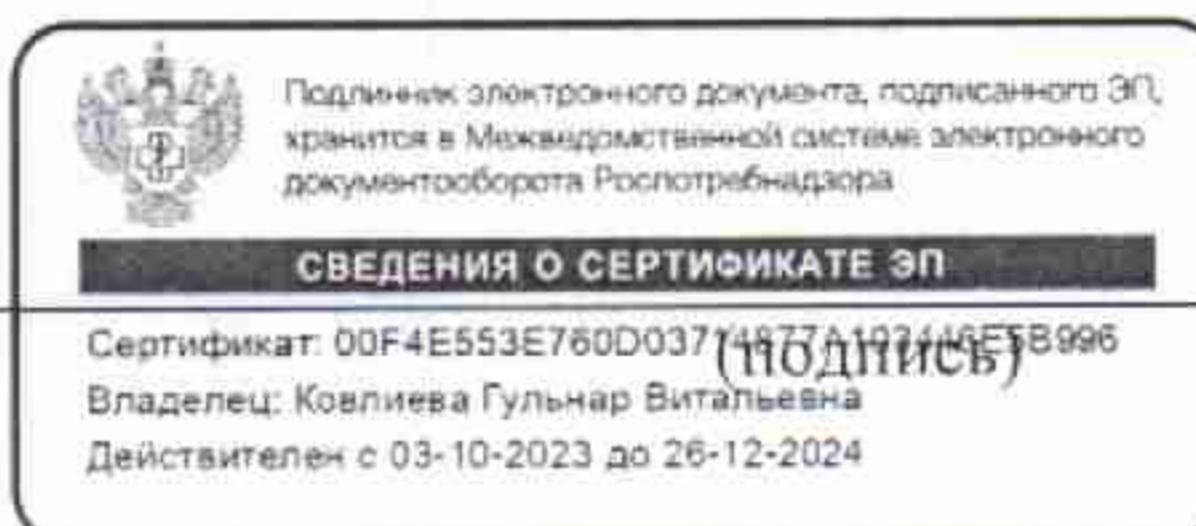 Подлинник электронного документа, подписанного ЭП,
хранится в Межведомственной системе электронного
документооборота Роспотребнадзора
СВЕДЕНИЯ О СЕРТИФИКАТЕ ЭП
Сертификат: 00F4E553E760D03714877A103446E5B996
(подпись)
Владелец: Ковлиева Гульнар Витальевна
Действителен с 03-10-2023 до 26-12-2024